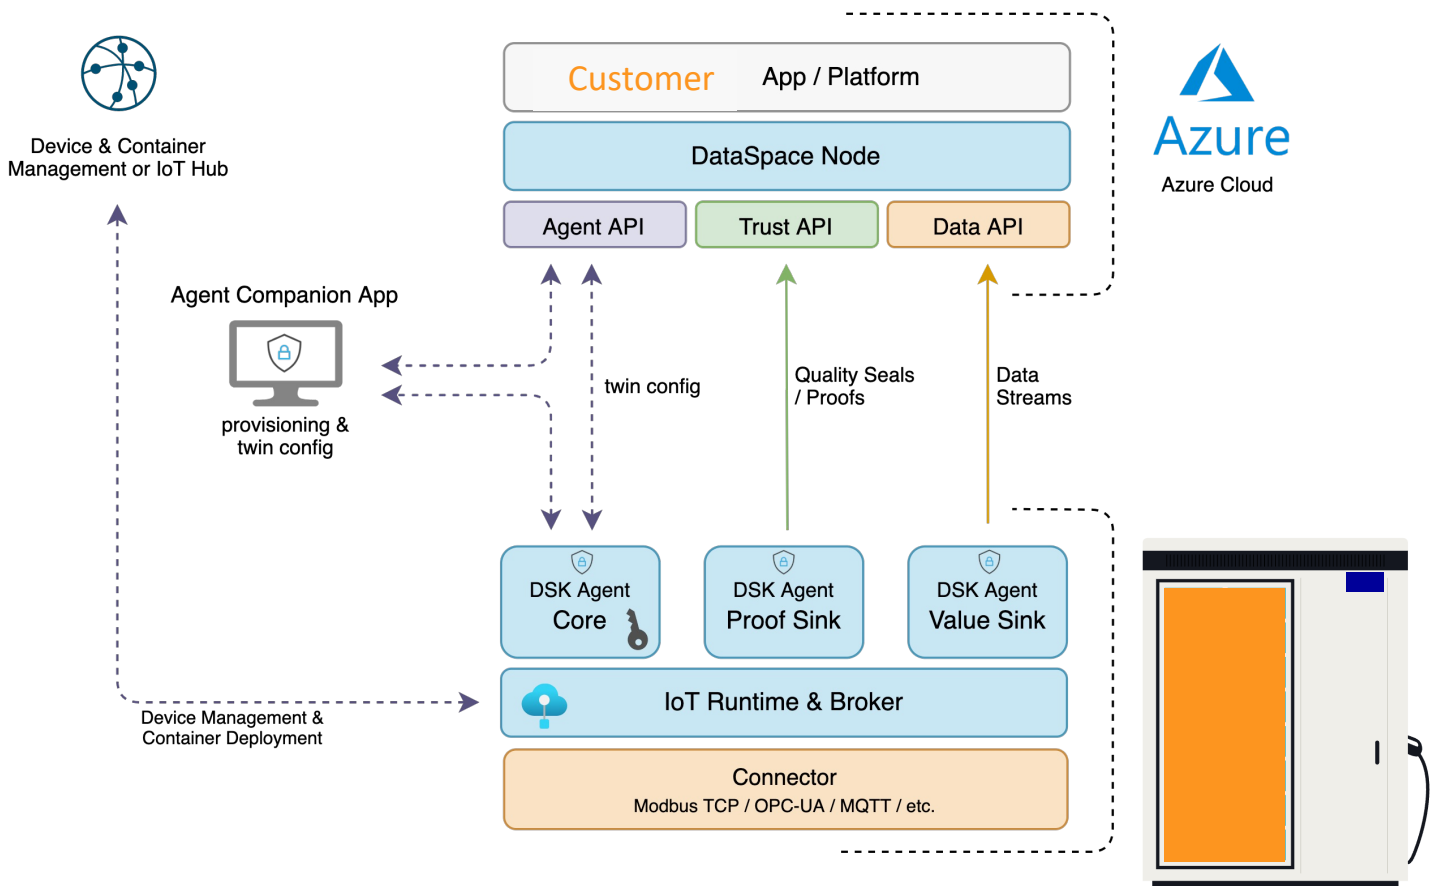 Customer App / Platform
Device & Container
Management or IoT Hub
DataSpace Node
Azure
Azure Cloud
Agent API
Trust API
Data API
Agent Companion App
provisioning &
twin config
twin config
Quality Seals
/ Proofs
Data
Streams
DSK Agent
Core
DSK Agent
Proof Sink
DSK Agent
Value Sink
IoT Runtime & Broker
Device Management &
Container Deployment
Connector
Modbus TCP / OPC-UA / MQTT / etc.